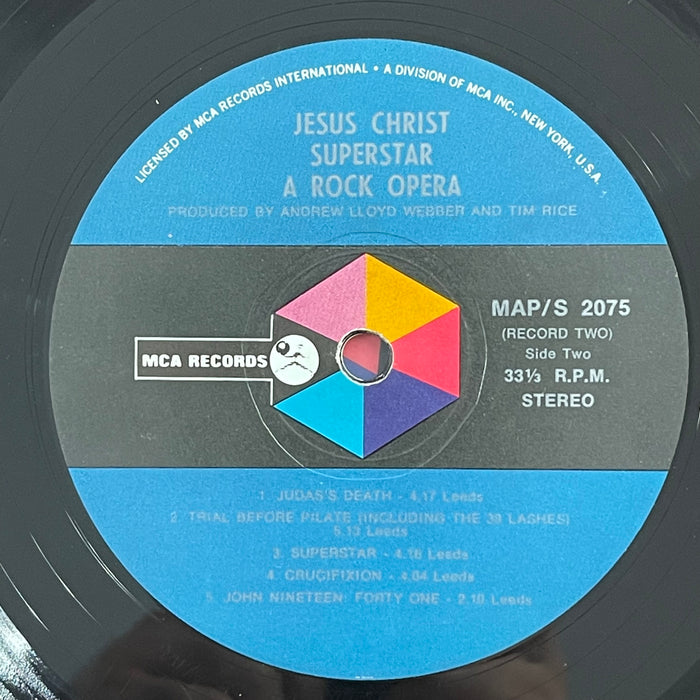 LICENSED BY MCA RECORDS INTERNATIONAL • A DIVISION OF MCA INC., NEW YORK, U.S.A.
JESUS CHRIST
SUPERSTAR
A ROCK OPERA
PRODUCED BY ANDREW LLOYD WEBBER AND TIM RICE
MCA RECORDS
MAP/S 2075
(RECORD TWO)
Side Two
33⅓ R.P.M.
STEREO
1. JUDAS'S DEATH - 4.17 Leeds
2. TRIAL BEFORE PILATE (INCLUDING THE 39 LASHES)
5.13 Leeds
3. SUPERSTAR - 4.16 Leeds
4. CRUCIFIXION - 4.04 Leeds
5. JOHN NINETEEN: FORTY ONE - 2.10 Leeds